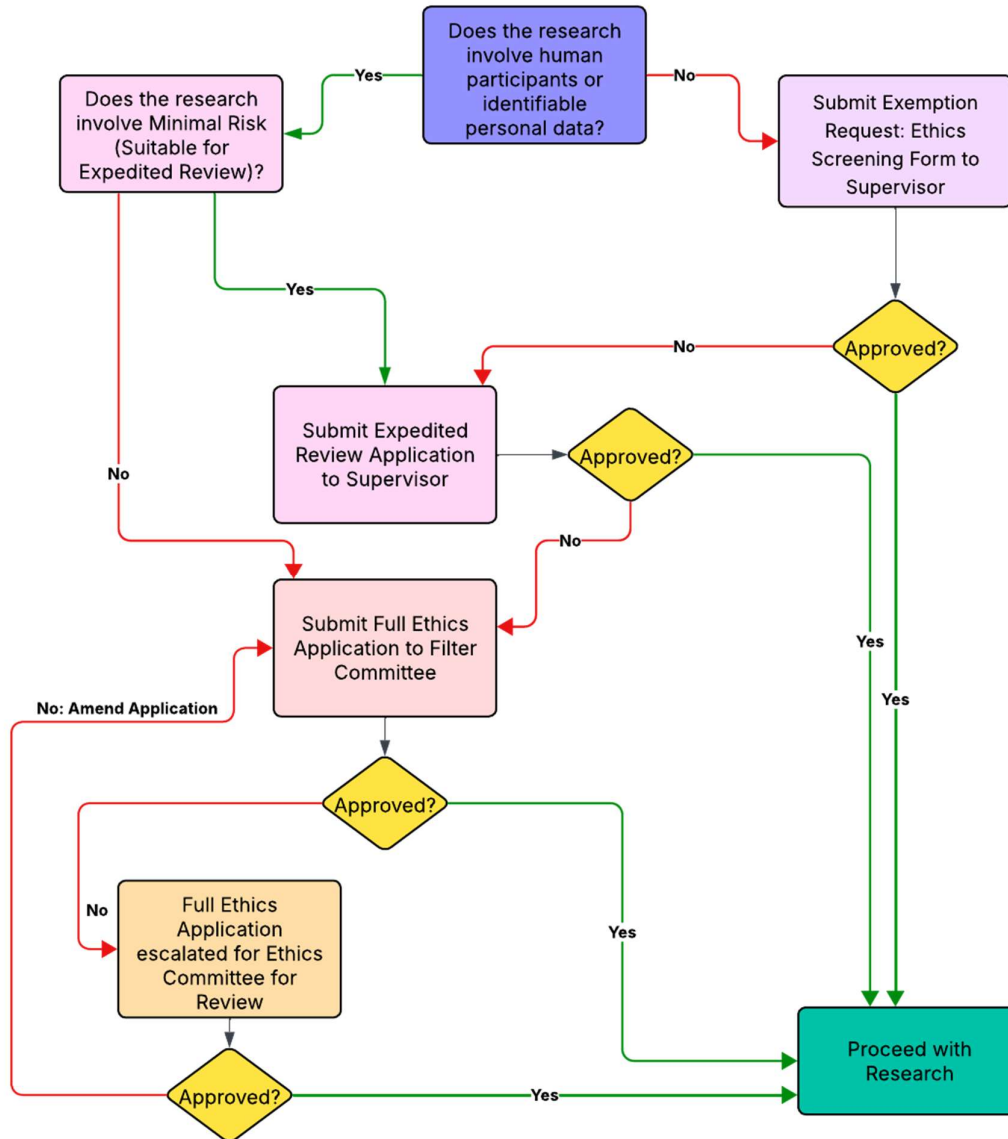 Does the research
involve human
participants or
identifiable
personal data?
Yes
No
Does the research
involve Minimal Risk
(Suitable for
Expedited Review)?
Submit Exemption
Request: Ethics
Screening Form to
Supervisor
Yes
No
Approved?
No
Submit Expedited
Review Application
to Supervisor
Approved?
No
Yes
Yes
Submit Full Ethics
Application to Filter
Committee
No: Amend Application
Approved?
No
Yes
Full Ethics
Application
escalated for Ethics
Committee for
Review
Approved?
Yes
Proceed with
Research